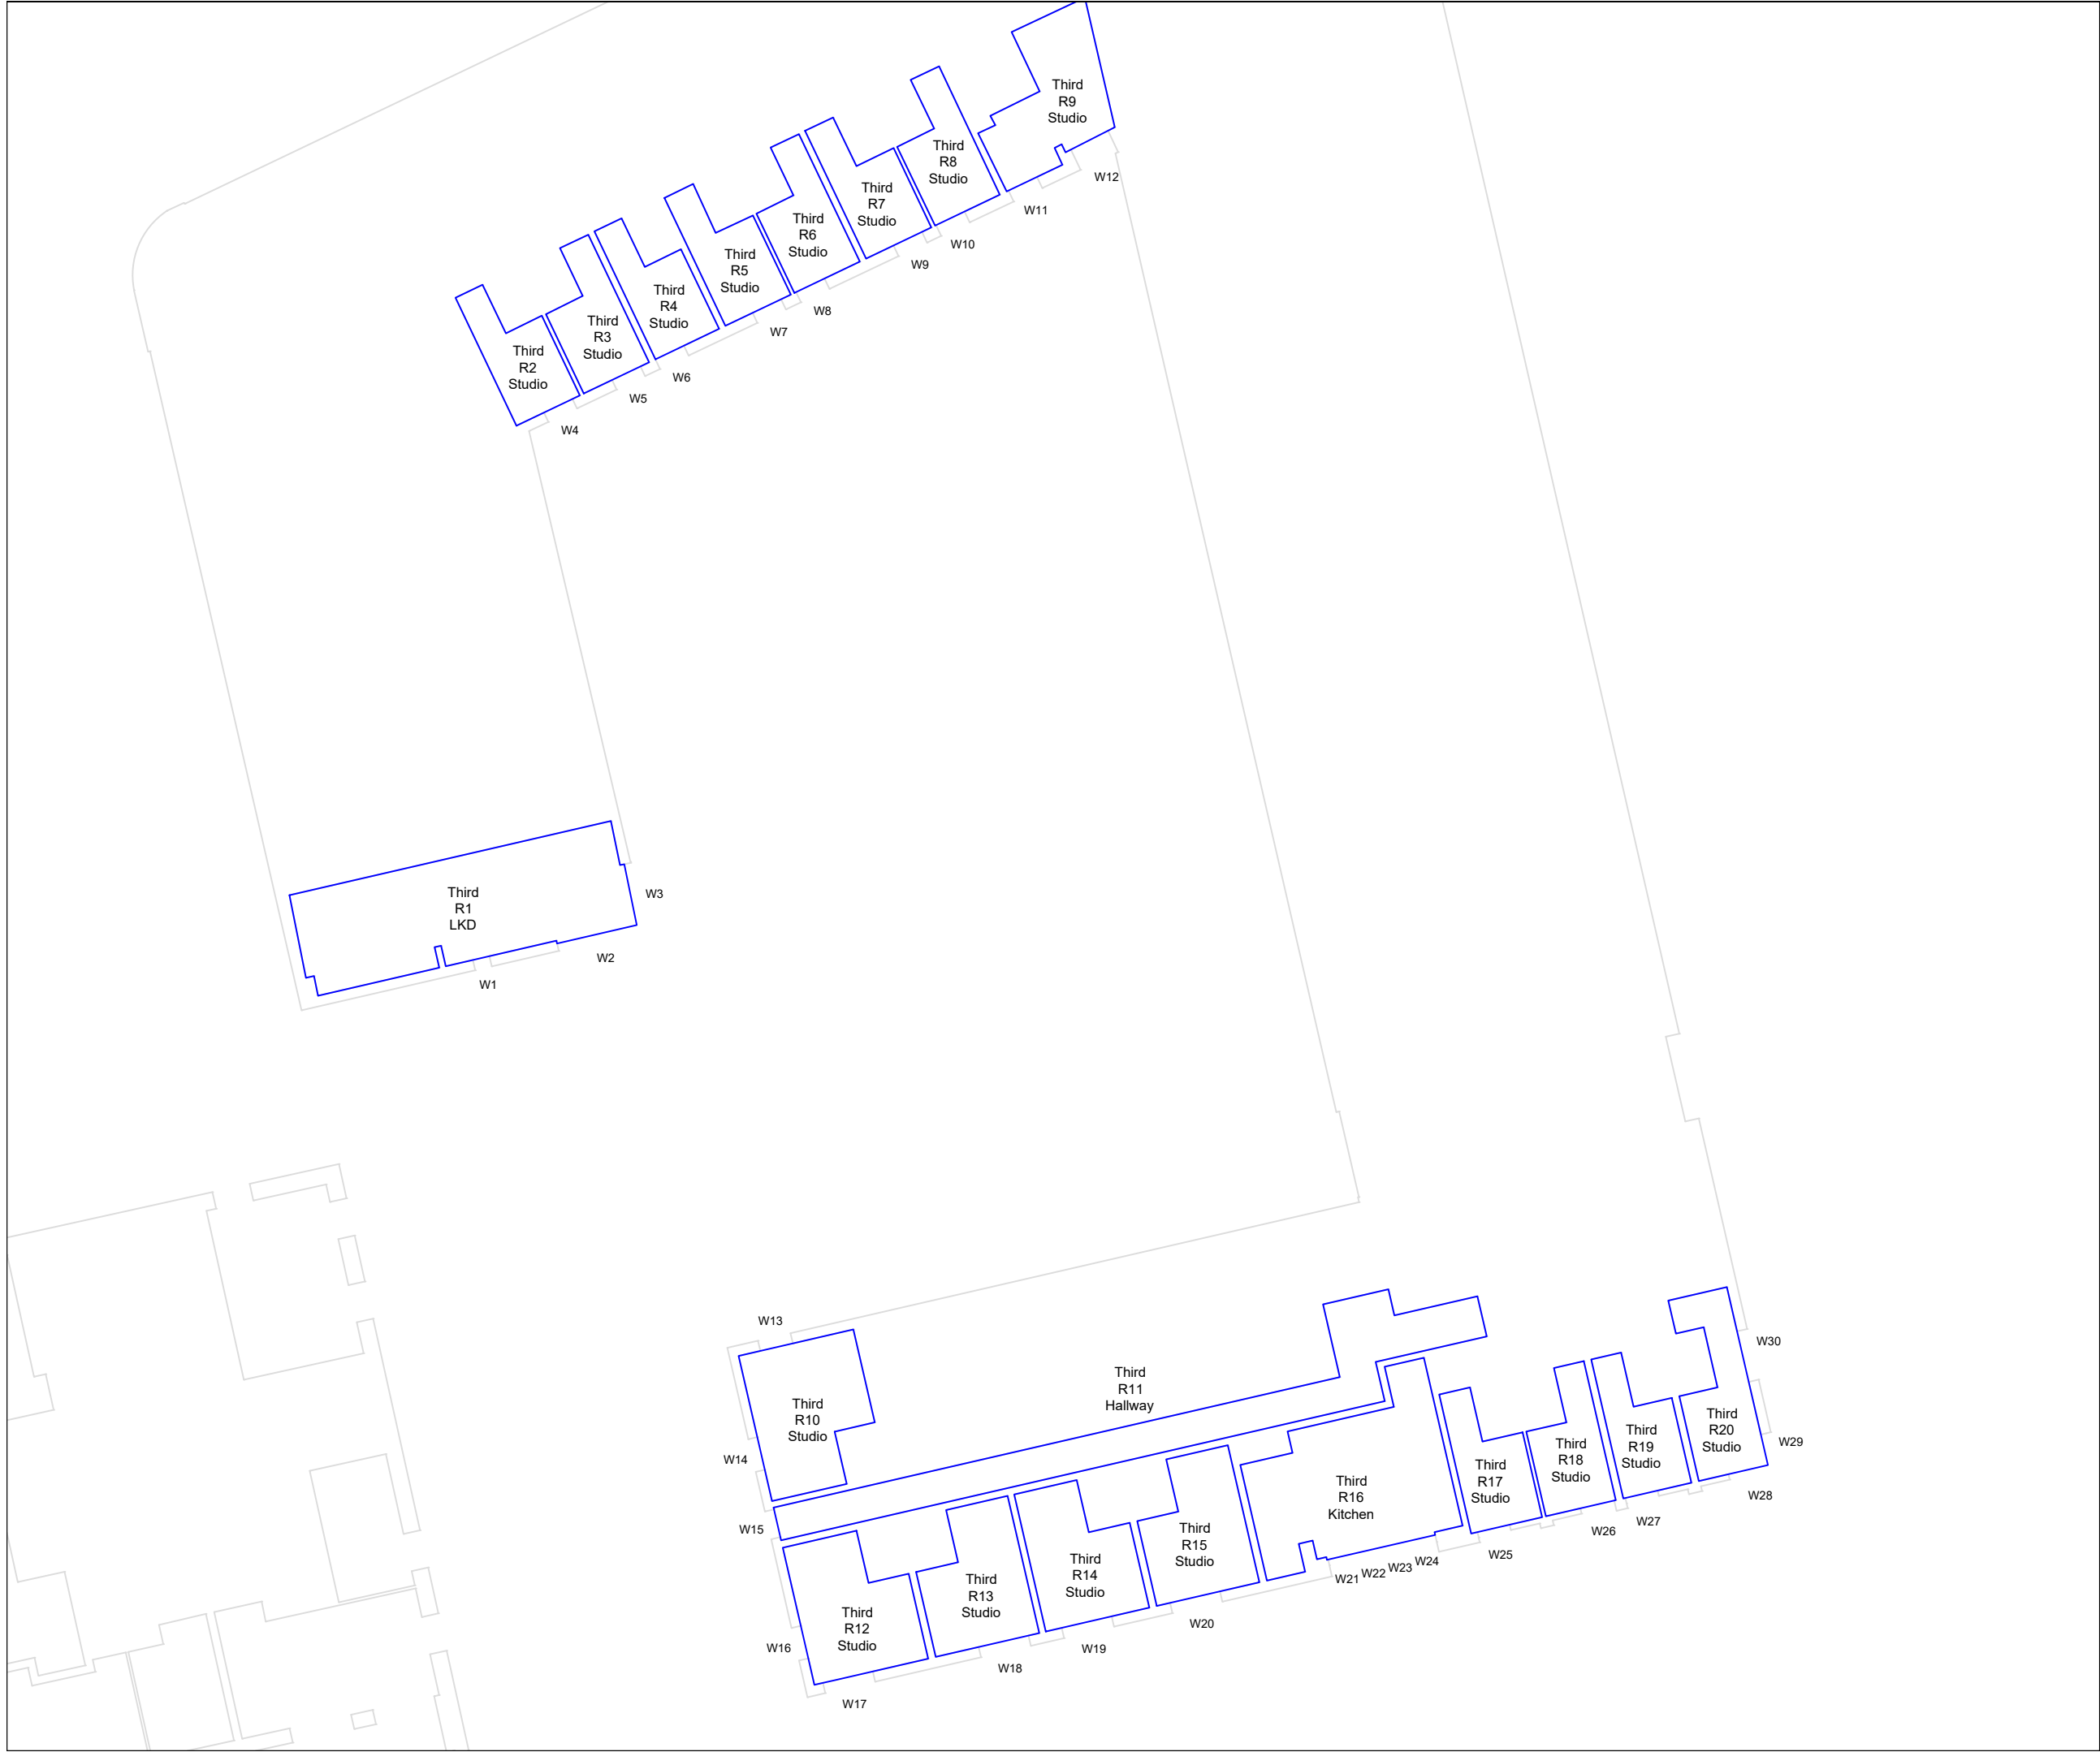 Third
R9
Studio
W12
Third
R8
Studio
W11
Third
R7
Studio
W10
Third
R6
Studio
W9
Third
R5
Studio
W8
Third
R4
Studio
W7
Third
R3
Studio
W6
Third
R2
Studio
W5
W4
Third
R1
LKD
W3
W2
W1
W13
Third
R10
Studio
W14
W15
Third
R11
Hallway
W30
Third
R20
Studio
W29
W28
Third
R19
Studio
W27
Third
R18
Studio
W26
Third
R17
Studio
W25
Third
R16
Kitchen
W24
W23
W22
W21
Third
R15
Studio
W20
Third
R14
Studio
W19
Third
R13
Studio
W18
Third
R12
Studio
W16
W17